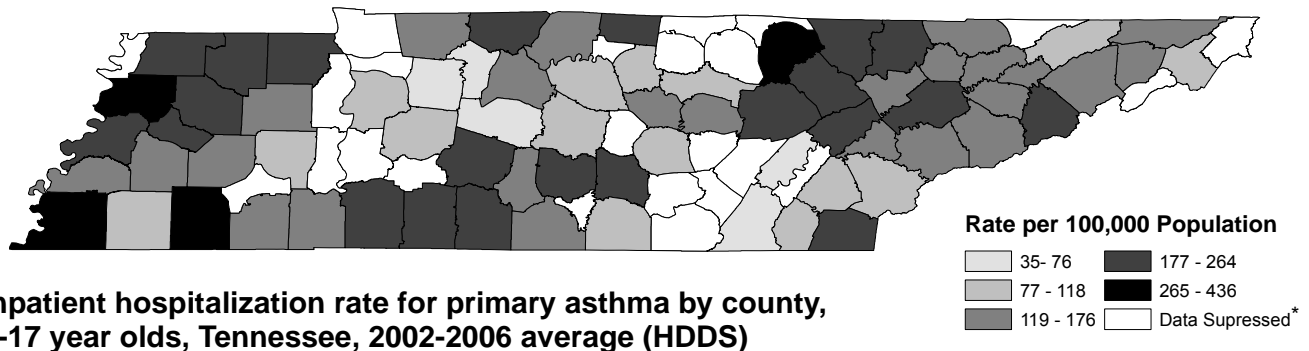 Rate per 100,000 Population
35- 76
177 - 264
77 - 118
265 - 436
119 - 176
Data Supressed*
npatient hospitalization rate for primary asthma by county,
-17 year olds, Tennessee, 2002-2006 average (HDDS)